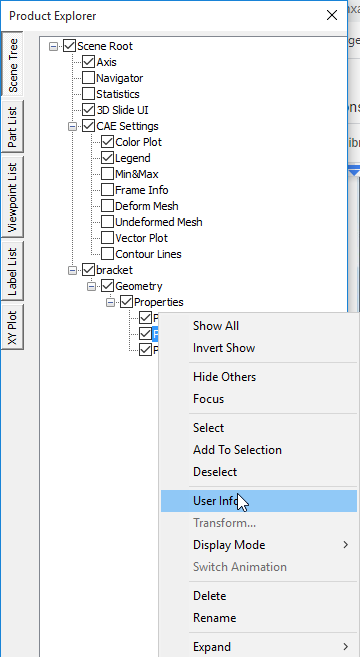 Product Explorer
Scene Tree
Part List
Viewpoint List
Label List
XY Plot
Scene Root
Axis
Navigator
Statistics
3D Slide UI
CAE Settings
Color Plot
Legend
Min&Max
Frame Info
Deform Mesh
Undeformed Mesh
Vector Plot
Contour Lines
bracket
Geometry
Properties
Show All
Invert Show
Hide Others
Focus
Select
Add To Selection
Deselect
User Info
Transform...
Display Mode
Switch Animation
Delete
Rename
Expand